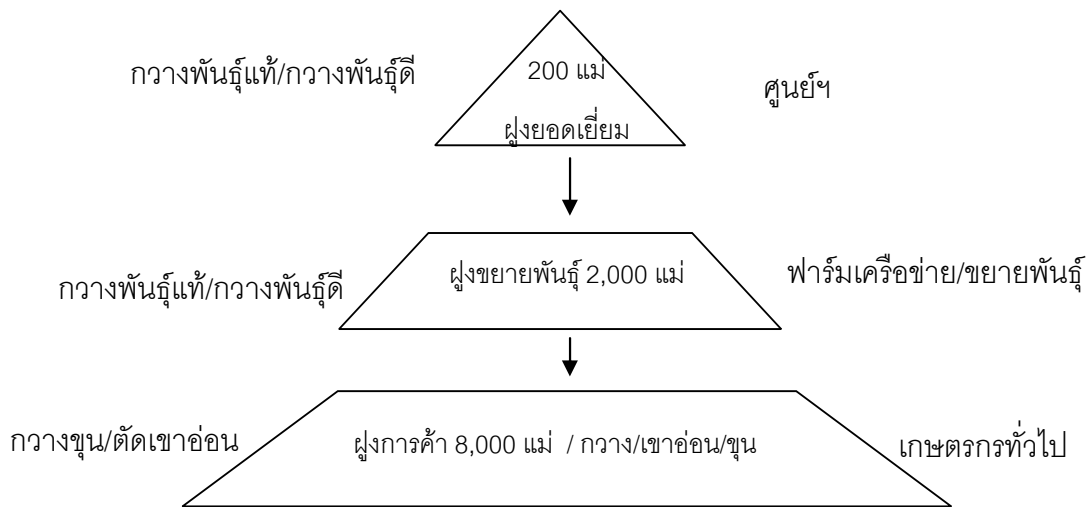 กวางพันธุ์แท้/กวางพันธุ์ดี
200 แม่
ฝูงยอดเยี่ยม
ศูนย์ฯ
กวางพันธุ์แท้/กวางพันธุ์ดี
ฝูงขยายพันธุ์ 2,000 แม่
ฟาร์มเครือข่าย/ขยายพันธุ์
กวางขุน/ตัดเขาอ่อน
ฝูงการค้า 8,000 แม่ / กวาง/เขาอ่อน/ขุน
เกษตรกรทั่วไป